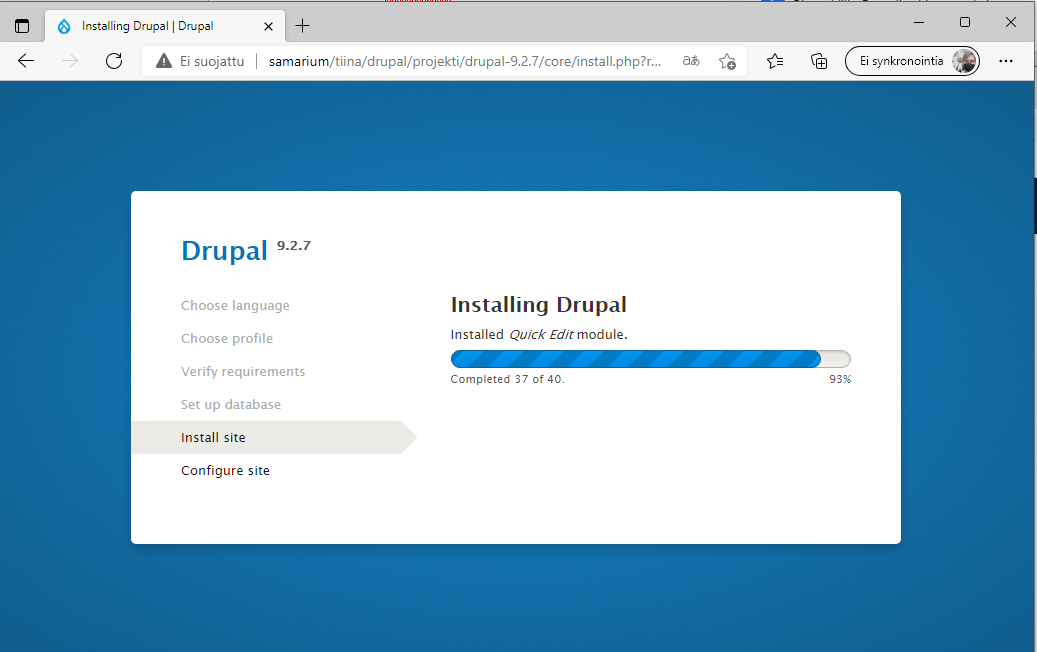 Installing Drupal | Drupal
Ei suojattu
samarium/tiina/drupal/projekti/drupal-9.2.7/core/install.php?r...
aあ
Ei synkronointia
Drupal 9.2.7
Choose language
Choose profile
Verify requirements
Set up database
Install site
Configure site
Installing Drupal
Installed Quick Edit module.
Completed 37 of 40.
93%